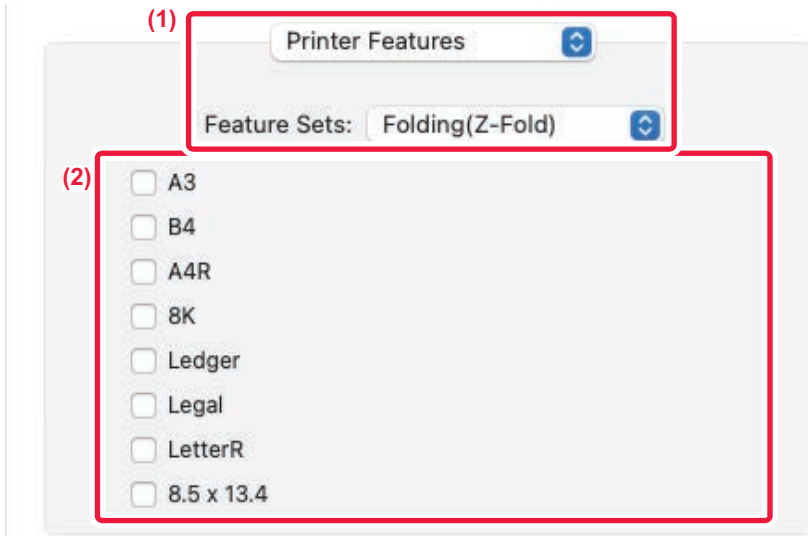 (1)
Printer Features
Feature Sets: Folding(Z-Fold)
(2)
A3
B4
A4R
8K
Ledger
Legal
LetterR
8.5 x 13.4